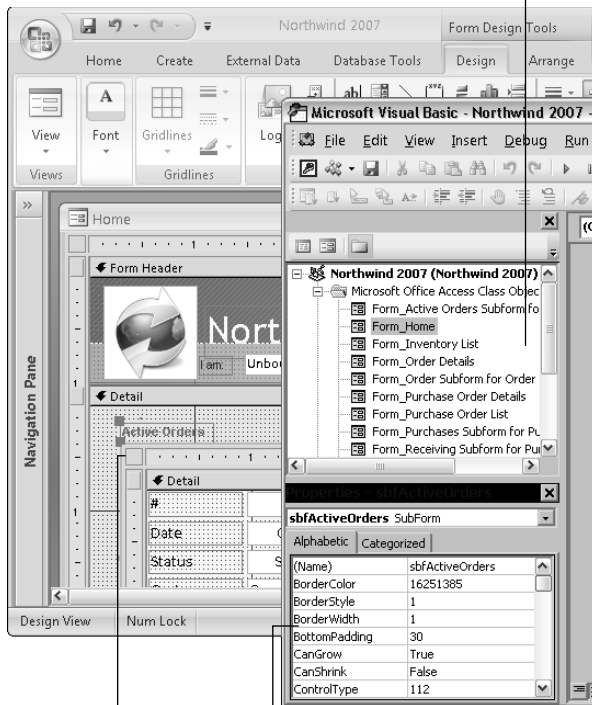 Northwind 2007
Form Design Tools
Home
Create
External Data
Database Tools
Design
Arrange
View
Font
Gridlines
Views
Gridlines
Microsoft Visual Basic - Northwind 2007 -
File Edit View Insert Debug Run
Home
Form Header
I am:
Detail
Active Orders
Detail
#
Date
Status
Navigation Pane
Northwind 2007 (Northwind 2007)
Microsoft Office Access Class Objec
Form_Active Orders Subform fo
Form_Home
Form_Inventory List
Form_Order Details
Form_Order Subform for Order
Form_Purchase Order Details
Form_Purchase Order List
Form_Purchases Subform for Pu
Form_Receiving Subform for Pur
Properties - sbfActiveOrders
sbfActiveOrders SubForm
Alphabetic Categorized
(Name) sbfActiveOrders
BorderColor 16251385
BorderStyle 1
BorderWidth 1
BottomPadding 30
CanGrow True
CanShrink False
ControlType 112
Design View
Num Lock